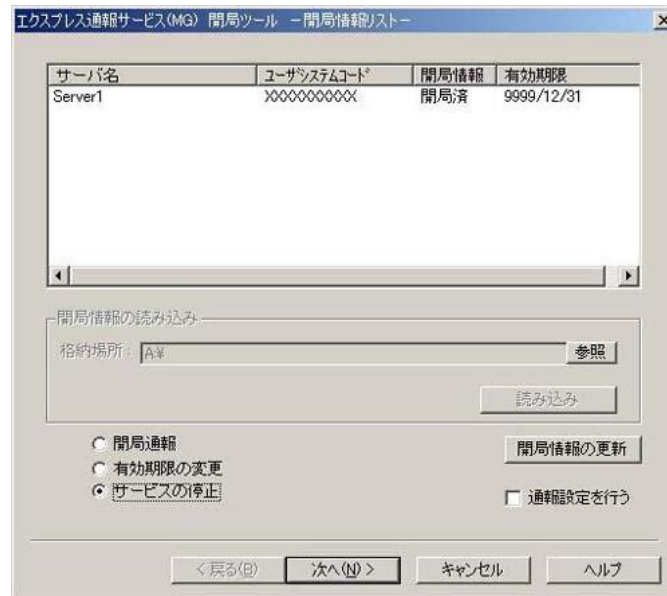 エクスプレス通報サービス(MG) 開局ツール －開局情報リスト－
サーバ名 ユーザシステムコード 開局情報 有効期限
Server1 XXXXXXXXXX 開局済 9999/12/31
開局情報の読み込み
格納場所： A¥ 参照
読み込み
開局通報 開局情報の更新
有効期限の変更
サービスの停止 通報設定を行う
< 戻る(B) 次へ(N) > キャンセル ヘルプ